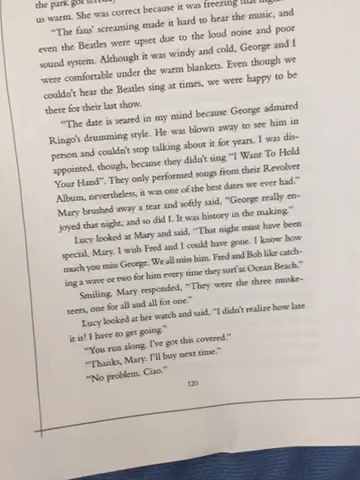 the park got
us warm. She was correct because it was freezing that
"The fans' screaming made it hard to hear the music, and
even the Beatles were upset due to the loud noise and poor
sound system. Although it was windy and cold, George and I
were comfortable under the warm blankets. Even though we
couldn't hear the Beatles sing at times, we were happy to be
there for their last show.
"The date is seared in my mind because George admired
Ringo's drumming style. He was blown away to see him in
person and couldn't stop talking about it for years. I was dis-
appointed, though, because they didn't sing "I Want To Hold
Your Hand". They only performed songs from their Revolver
Album, nevertheless, it was one of the best dates we ever had."
Mary brushed away a tear and softly said, "George really en-
joyed that night, and so did I. It was history in the making."
Lucy looked at Mary and said, "That night must have been
special, Mary. I wish Fred and I could have gone. I know how
much you miss George. We all miss him. Fred and Bob like catch-
ing a wave or two for him every time they surf at Ocean Beach."
Smiling, Mary responded, "They were the three muske-
teers, one for all and all for one."
Lucy looked at her watch and said, "I didn't realize how late
it is! I have to get going."
"You run along. I've got this covered."
"Thanks, Mary. I'll buy next time."
"No problem. Ciao."
120